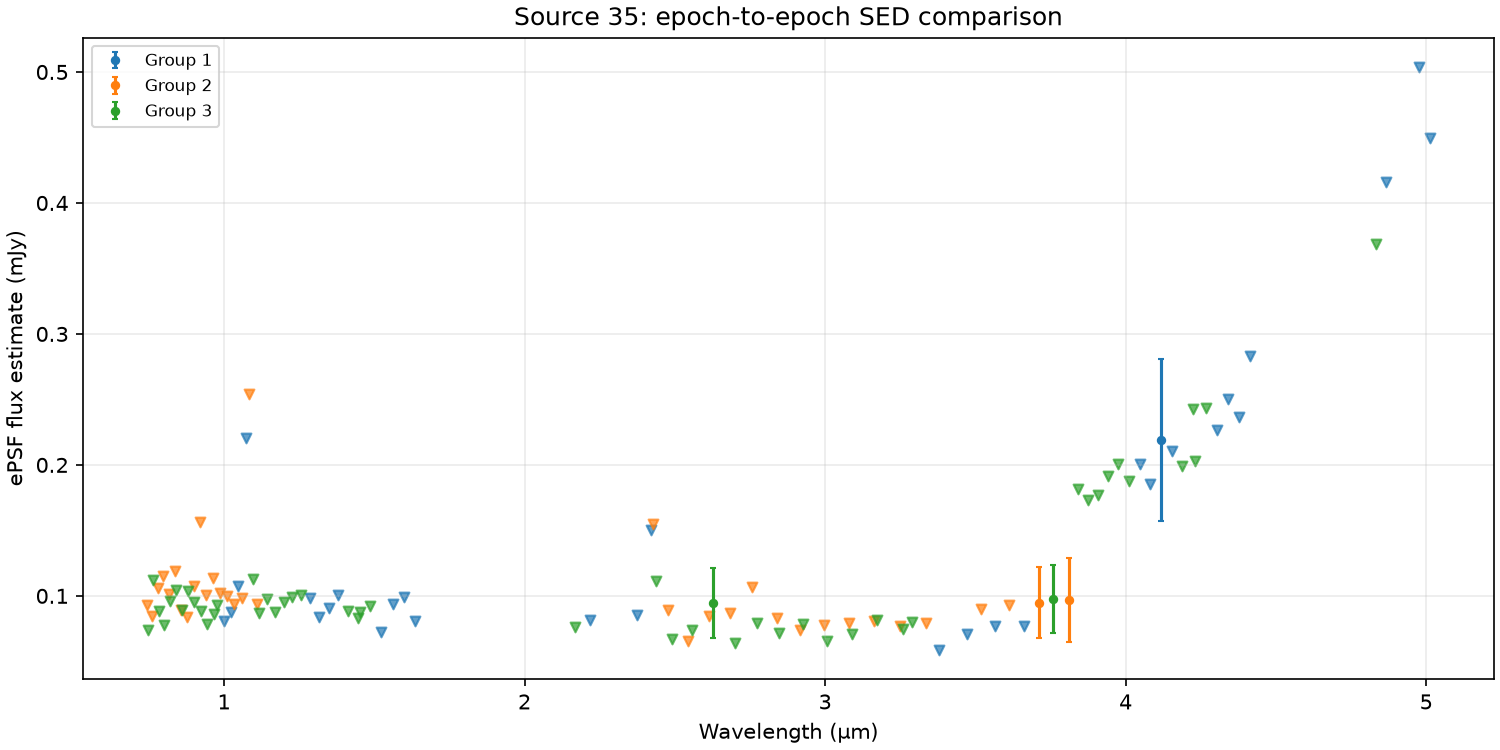 Source 35: epoch-to-epoch SED comparison
Group 1
Group 2
Group 3
ePSF flux estimate (mJy)
0.5
0.4
0.3
0.2
0.1
1 2 3 4 5
Wavelength (μm)